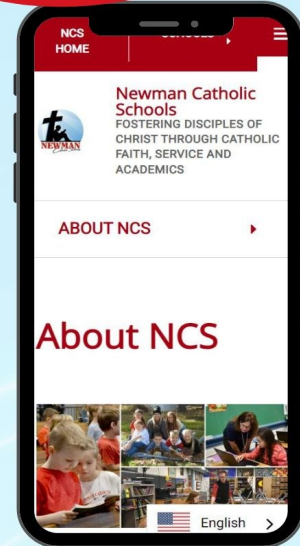 NCS
HOME
SCHOOLS
Newman Catholic
Schools
FOSTERING DISCIPLES OF
CHRIST THROUGH CATHOLIC
FAITH, SERVICE AND
ACADEMICS
NEWMAN
ABOUT NCS
About NCS
English